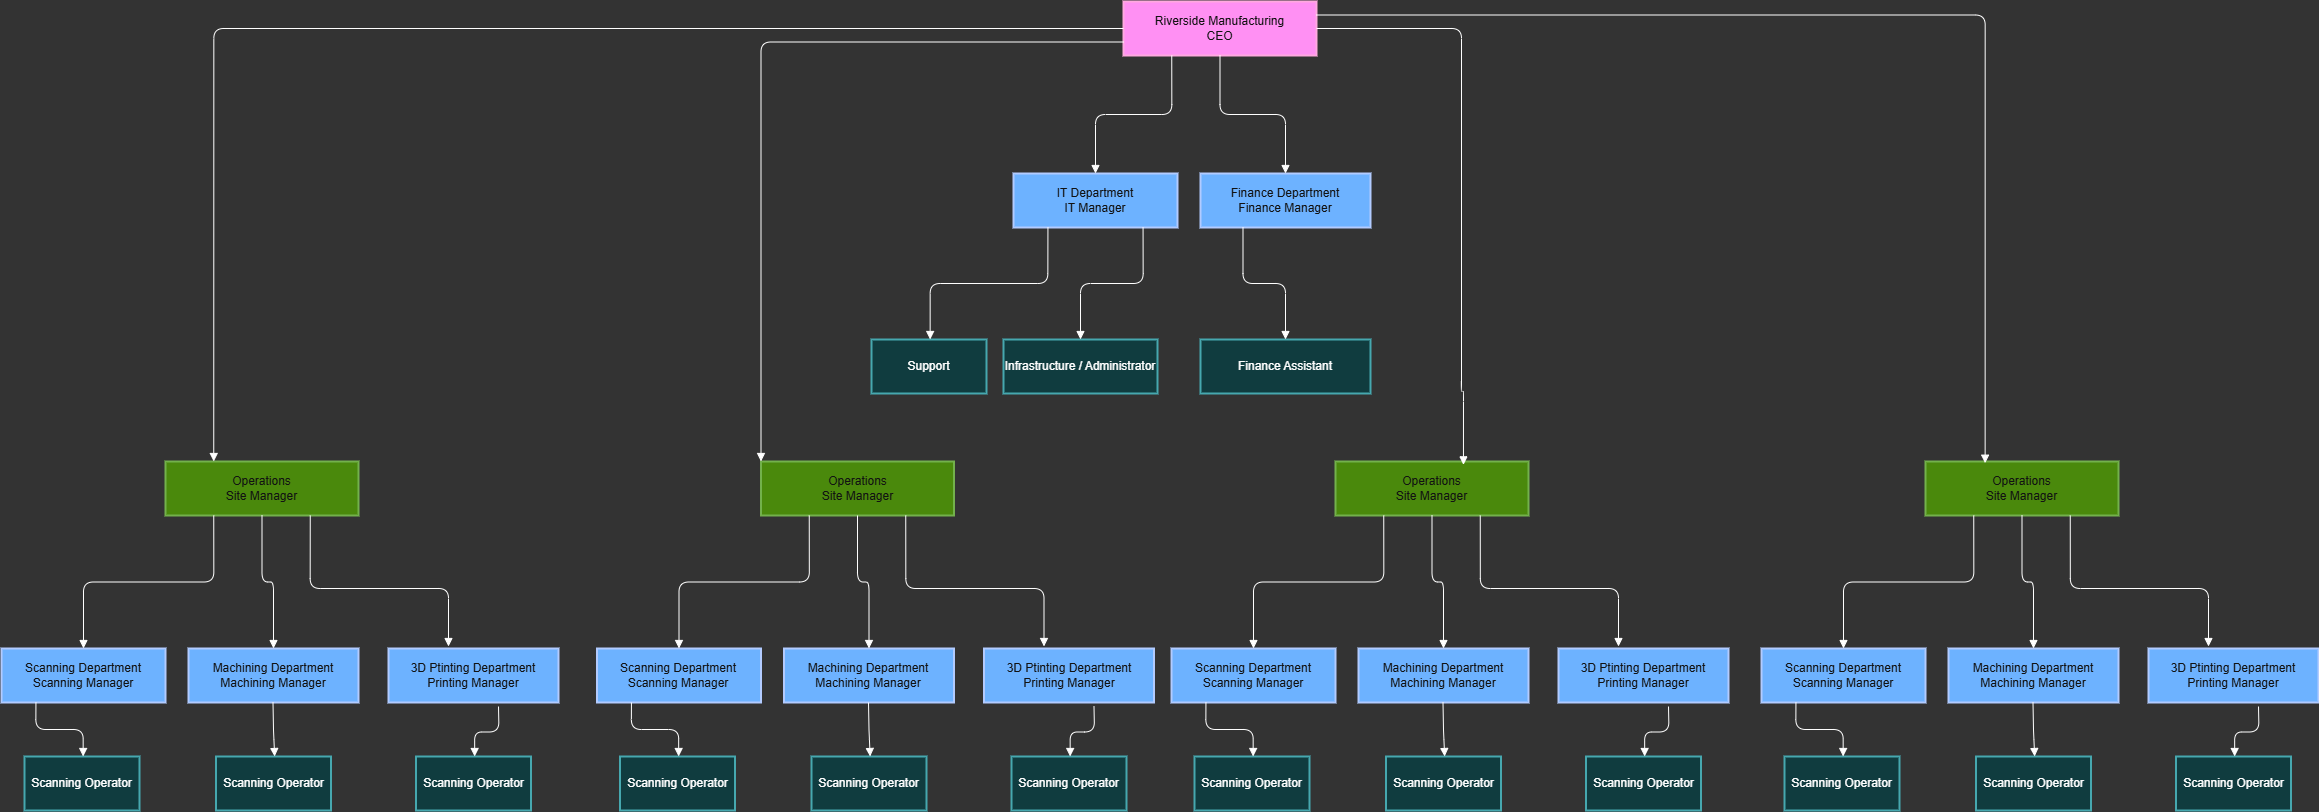 Riverside Manufacturing
CEO
IT Department
IT Manager
Finance Department
Finance Manager
Support
Infrastructure / Administrator
Finance Assistant
Operations
Site Manager
Operations
Site Manager
Operations
Site Manager
Operations
Site Manager
Scanning Department
Scanning Manager
Machining Department
Machining Manager
3D Ptinting Department
Printing Manager
Scanning Department
Scanning Manager
Machining Department
Machining Manager
3D Ptinting Department
Printing Manager
Scanning Department
Scanning Manager
Machining Department
Machining Manager
3D Ptinting Department
Printing Manager
Scanning Department
Scanning Manager
Machining Department
Machining Manager
3D Ptinting Department
Printing Manager
Scanning Operator
Scanning Operator
Scanning Operator
Scanning Operator
Scanning Operator
Scanning Operator
Scanning Operator
Scanning Operator
Scanning Operator
Scanning Operator
Scanning Operator
Scanning Operator